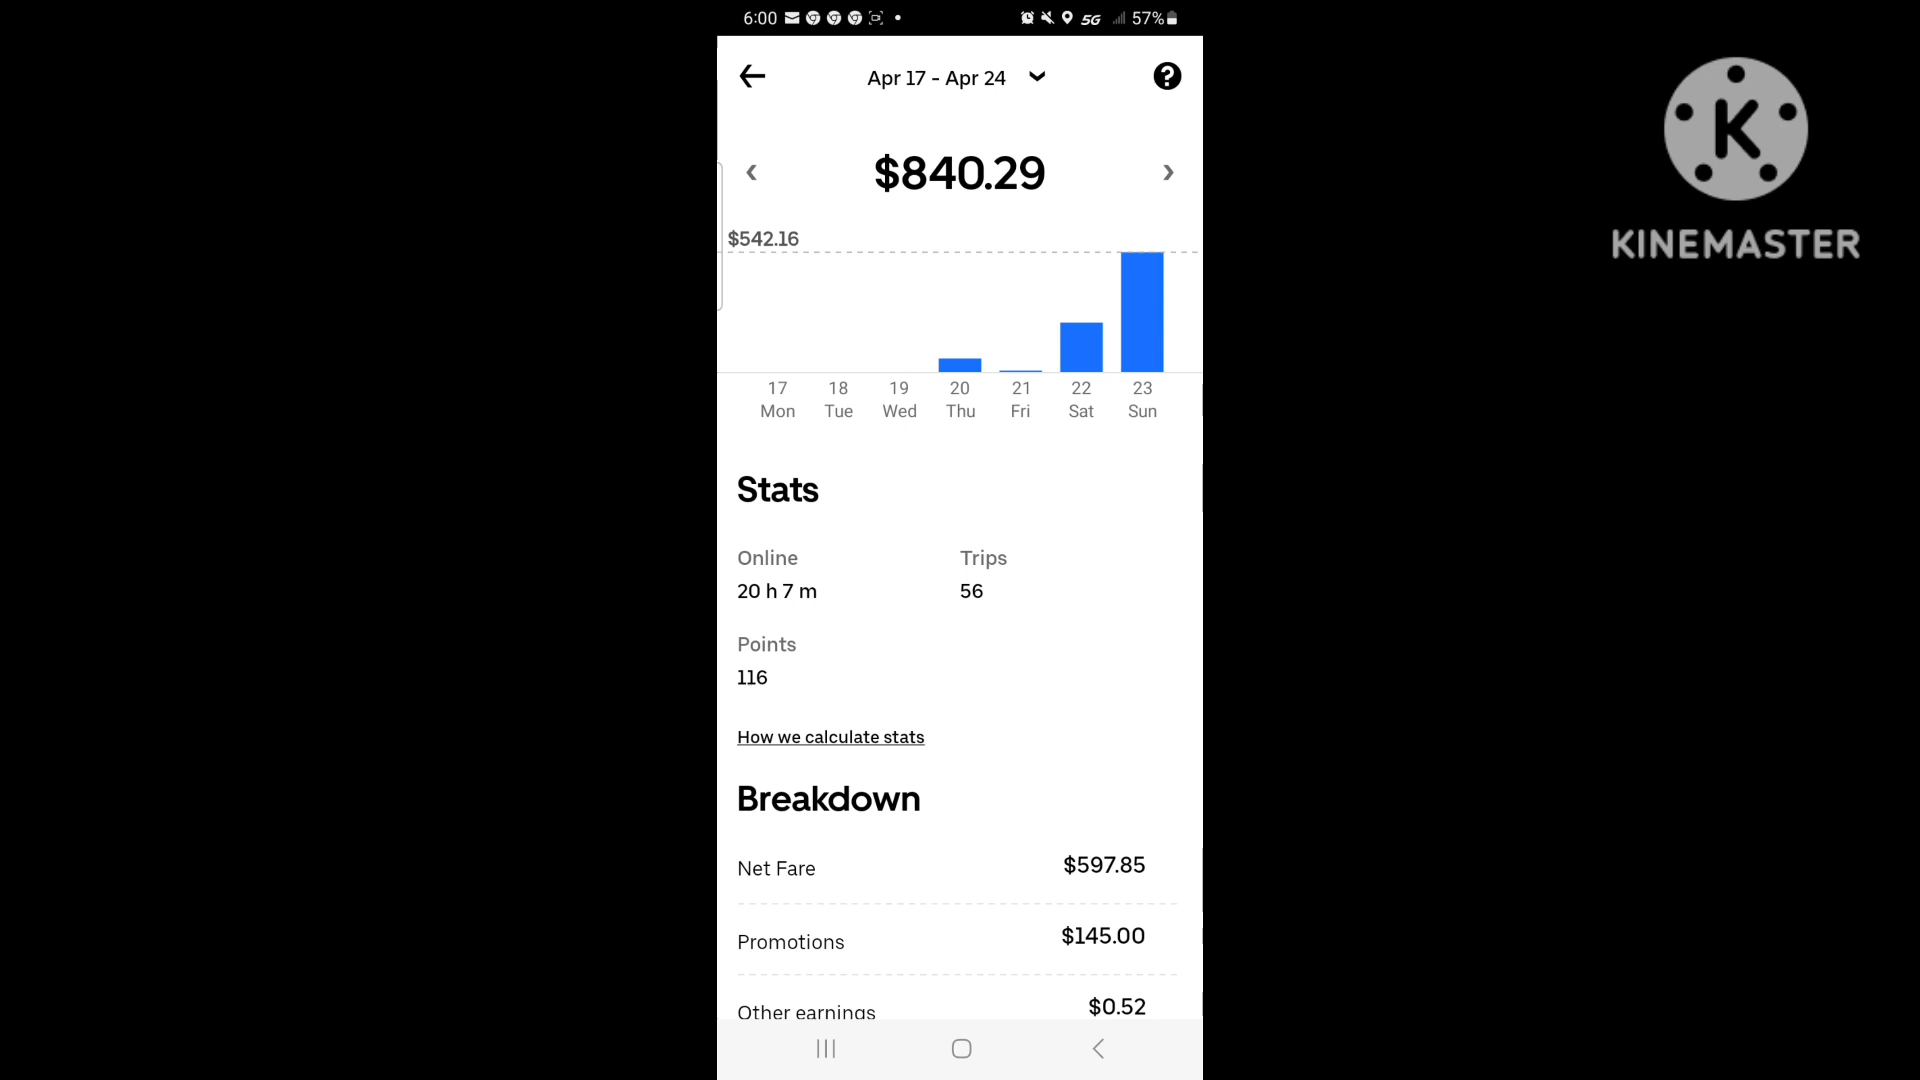 6:00
5G 57%
Apr 17 - Apr 24
?
$840.29
$542.16
17 18 19 20 21 22 23
Mon Tue Wed Thu Fri Sat Sun
Stats
Online Trips
20 h 7 m 56
Points
116
How we calculate stats
Breakdown
Net Fare $597.85
Promotions $145.00
Other earnings $0.52
K
KINEMASTER